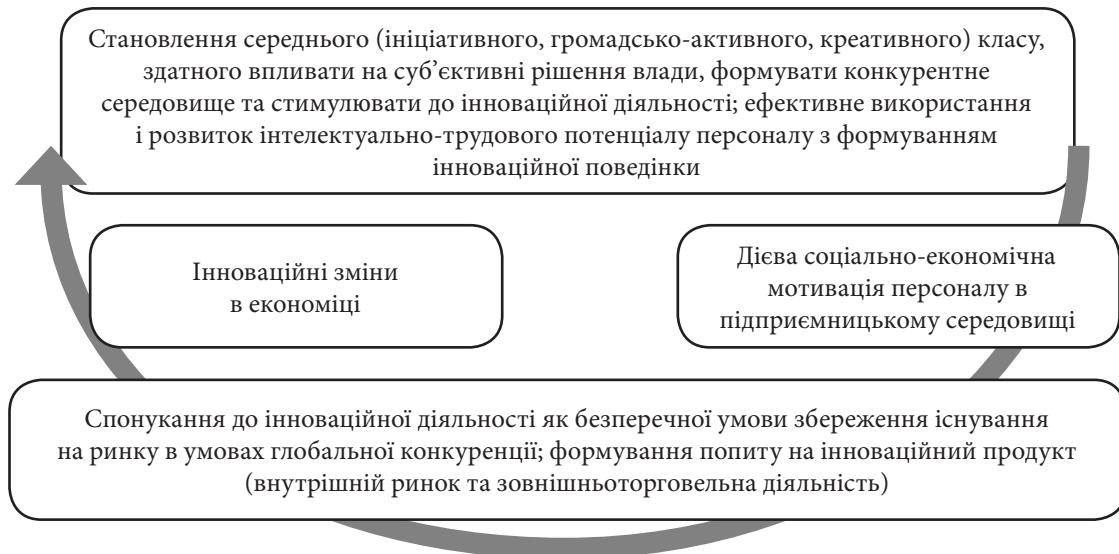 Становлення середнього (ініціативного, громадсько-активного, креативного) класу,
здатного впливати на суб’єктивні рішення влади, формувати конкурентне
середовище та стимулювати до інноваційної діяльності; ефективне використання
і розвиток інтелектуально-трудового потенціалу персоналу з формуванням
інноваційної поведінки
Інноваційні зміни
в економіці
Дієва соціально-економічна
мотивація персоналу в
підприємницькому середовищі
Спонукання до інноваційної діяльності як безперечної умови збереження існування
на ринку в умовах глобальної конкуренції; формування попиту на інноваційний продукт
(внутрішній ринок та зовнішньоторговельна діяльність)